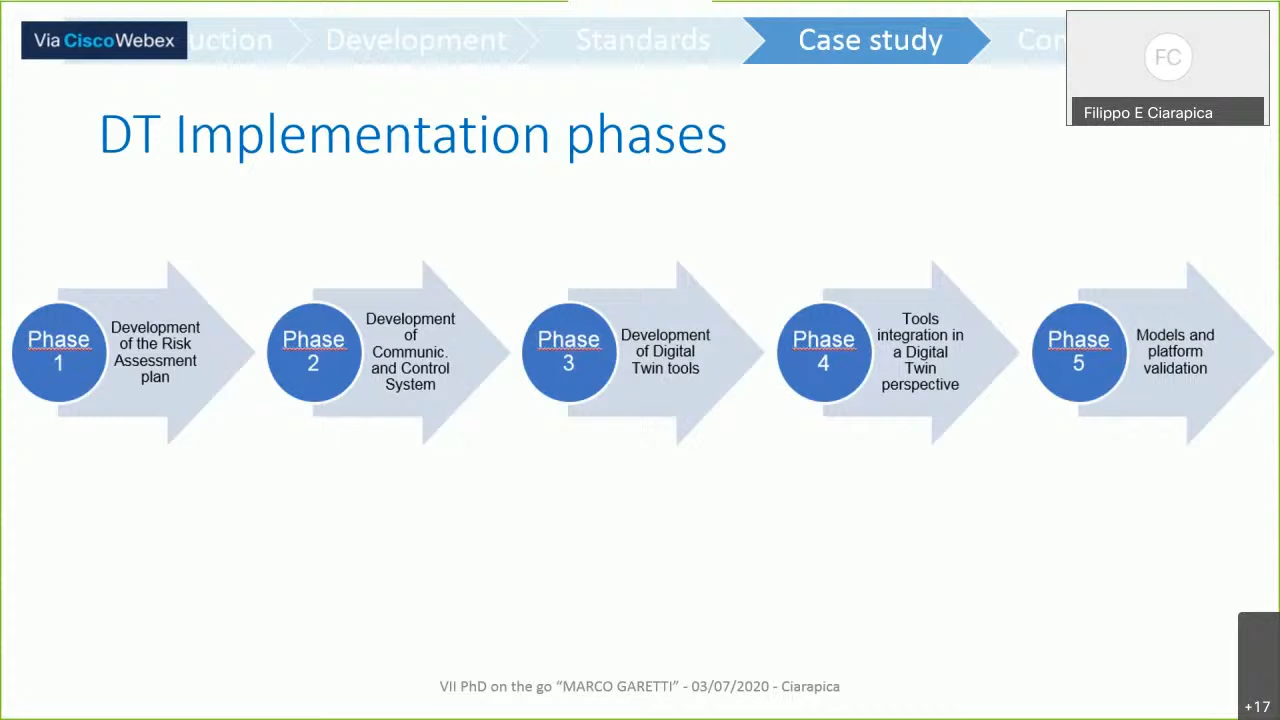 Via CiscoWebex
uction
Development
Standards
Case study
Con
FC
Filippo E Ciarapica
DT Implementation phases
Phase
1
Development
of the Risk
Assessment
plan
Phase
2
Development
of
Communic.
and Control
System
Phase
3
Development
of Digital
Twin tools
Phase
4
Tools
integration in
a Digital
Twin
perspective
Phase
5
Models and
platform
validation
VII PhD on the go “MARCO GARETTI” - 03/07/2020 - Ciarapica
+17